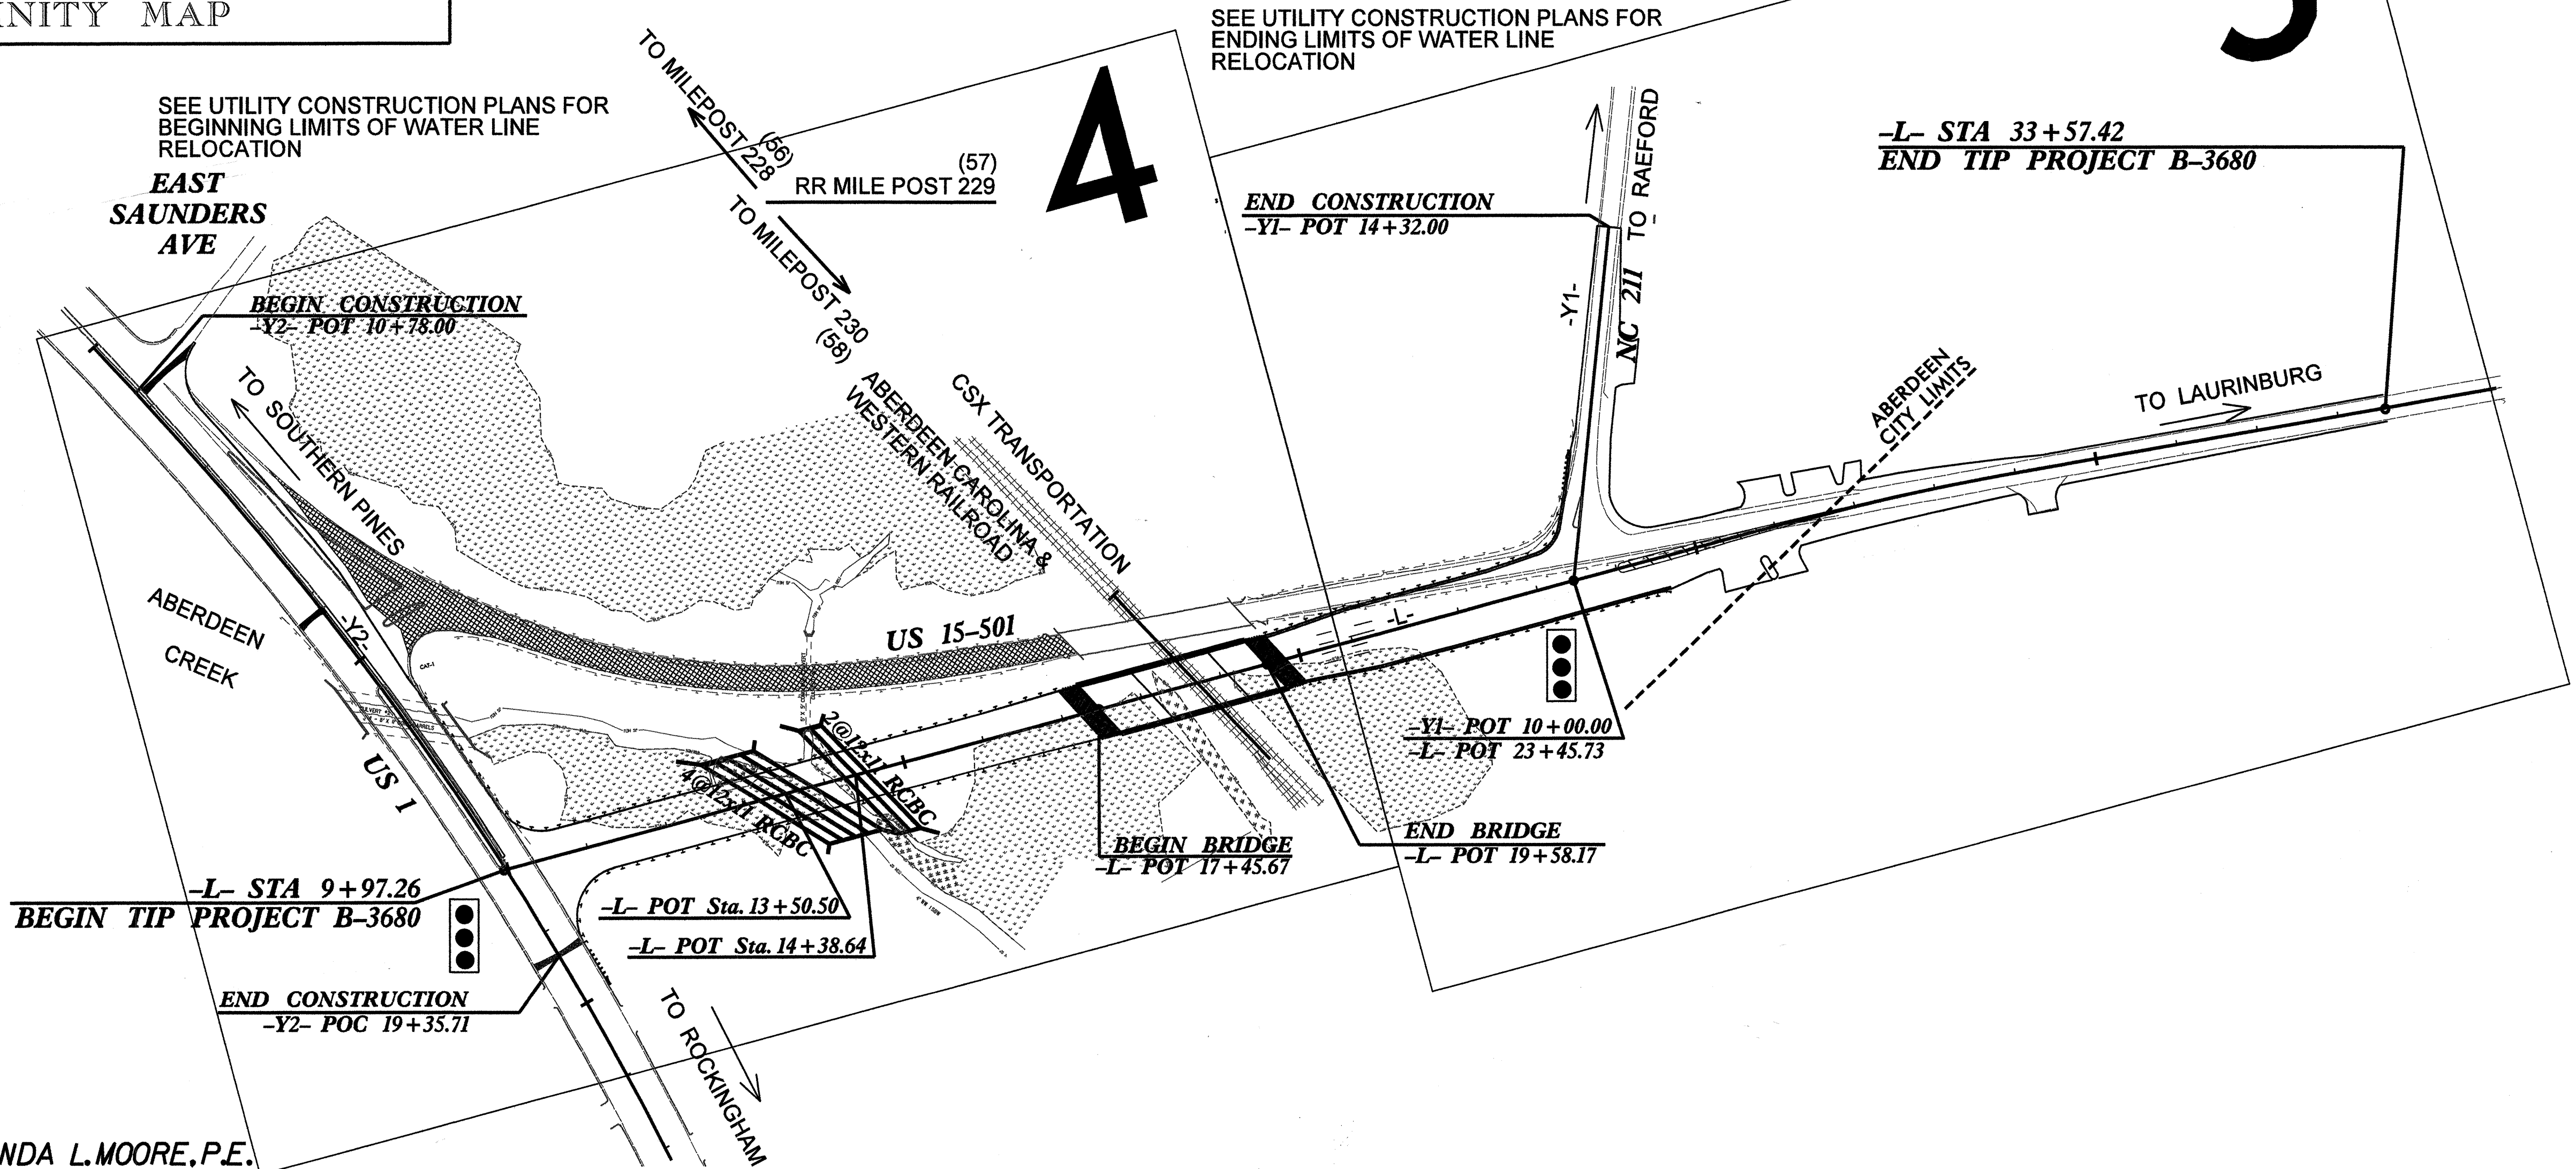 NITY MAP
SEE UTILITY CONSTRUCTION PLANS FOR
BEGINNING LIMITS OF WATER LINE
RELOCATION
EAST
SAUNDERS
AVE
SEE UTILITY CONSTRUCTION PLANS FOR
ENDING LIMITS OF WATER LINE
RELOCATION
TO MILEPOST 228
(56)
(57)
RR MILE POST 229
TO MILEPOST 230
(58)
4
END CONSTRUCTION
-Y1- POT 14+32.00
TO RAEFORD
NC 211
-Y1-
-L- STA 33+57.42
END TIP PROJECT B-3680
BEGIN CONSTRUCTION
-Y2- POT 10+78.00
TO SOUTHERN PINES
ABERDEEN CAROLINA &
WESTERN RAILROAD
CSX TRANSPORTATION
ABERDEEN
CITY LIMITS
TO LAURINBURG
ABERDEEN
CREEK
-Y2-
CAT-1
US 15-501
-L-
US 1
2@12x11 RCBC
4@12x11 RCBC
-Y1- POT 10+00.00
-L- POT 23+45.73
BEGIN BRIDGE
-L- POT 17+45.67
END BRIDGE
-L- POT 19+58.17
-L- STA 9+97.26
BEGIN TIP PROJECT B-3680
-L- POT Sta. 13+50.50
-L- POT Sta. 14+38.64
END CONSTRUCTION
-Y2- POC 19+35.71
TO ROCKINGHAM
NDA L. MOORE, P.E.